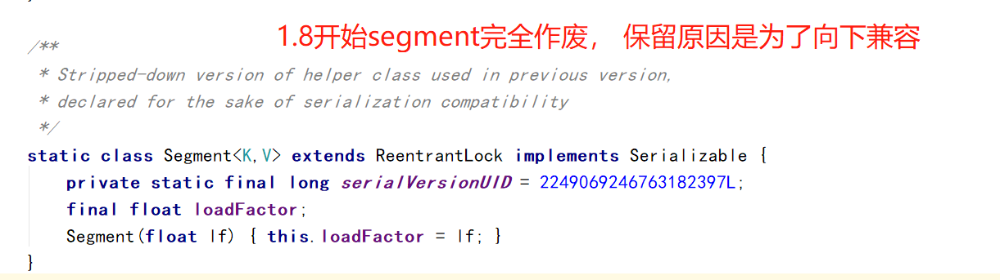 1.8开始segment完全作废， 保留原因是为了向下兼容
/**
 * Stripped-down version of helper class used in previous version,
 * declared for the sake of serialization compatibility
 */
static class Segment<K,V> extends ReentrantLock implements Serializable {
    private static final long serialVersionUID = 2249069246763182397L;
    final float loadFactor;
    Segment(float lf) { this.loadFactor = lf; }
}